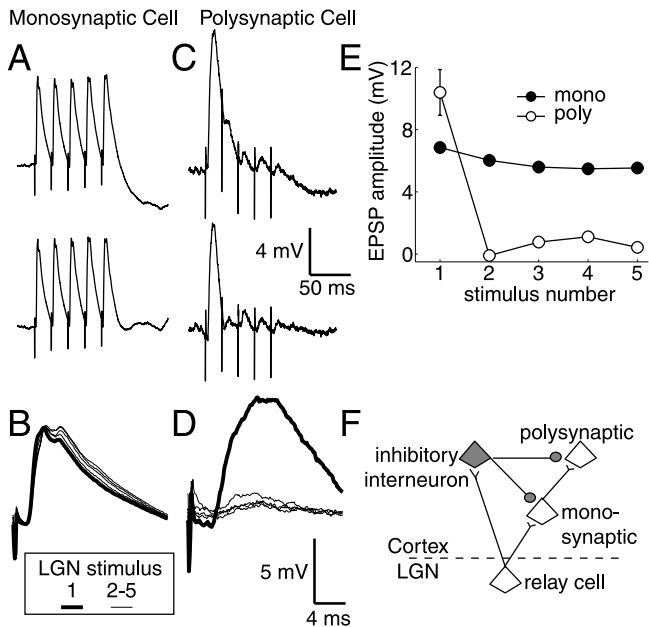 Monosynaptic Cell
Polysynaptic Cell
A
C
4 mV
50 ms
B
D
LGN stimulus
1 2-5
5 mV
4 ms
E
EPSP amplitude (mV)
12
8
4
0
mono
poly
1 2 3 4 5
stimulus number
F
polysynaptic
inhibitory
interneuron
mono-
synaptic
Cortex
LGN
relay cell